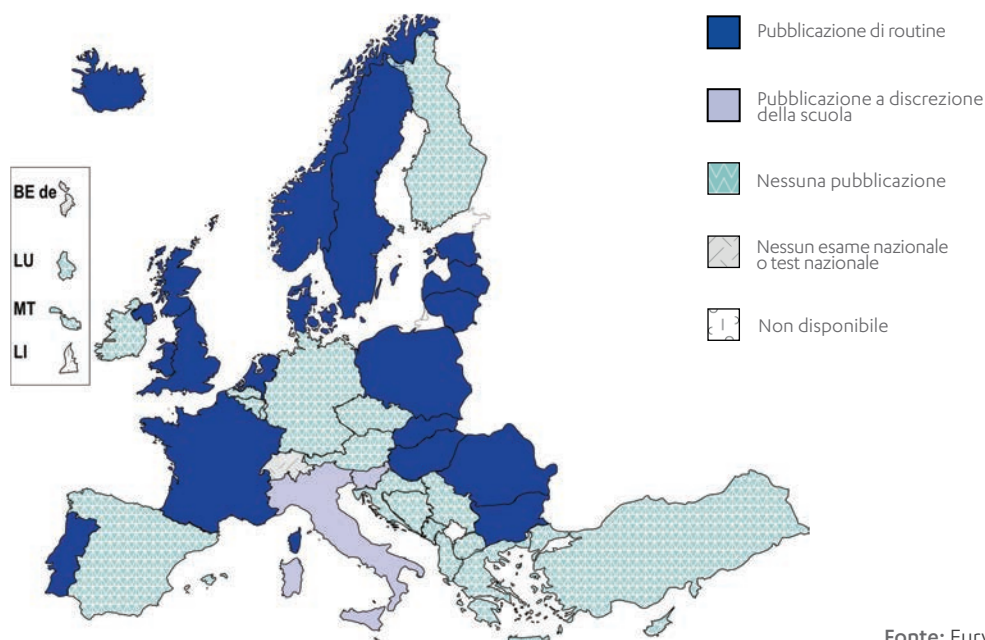 Pubblicazione di routine
Pubblicazione a discrezione
della scuola
Nessuna pubblicazione
Nessun esame nazionale
o test nazionale
Non disponibile
BE de
LU
MT
LI
Fonte: Eury